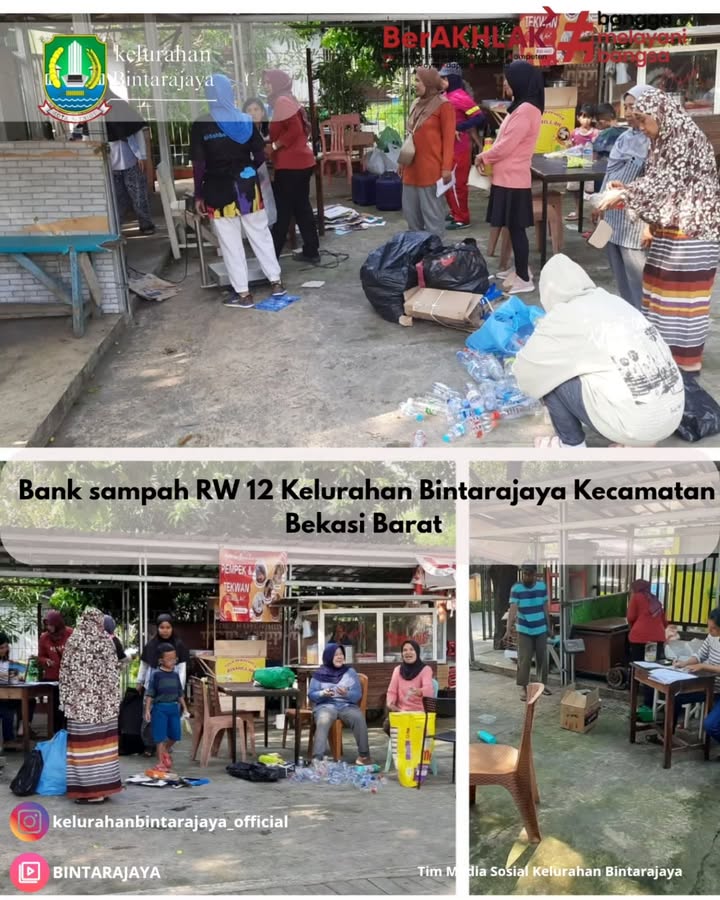 kelurahan
Bintarajaya
BerAKHLAK
#
bangga
melayani
bangsa
TEKWAN
Bank sampah RW 12 Kelurahan Bintarajaya Kecamatan
Bekasi Barat
PEMPEK &
TEKWAN
kelurahanbintarajaya_official
BINTARAJAYA
Tim Media Sosial Kelurahan Bintarajaya